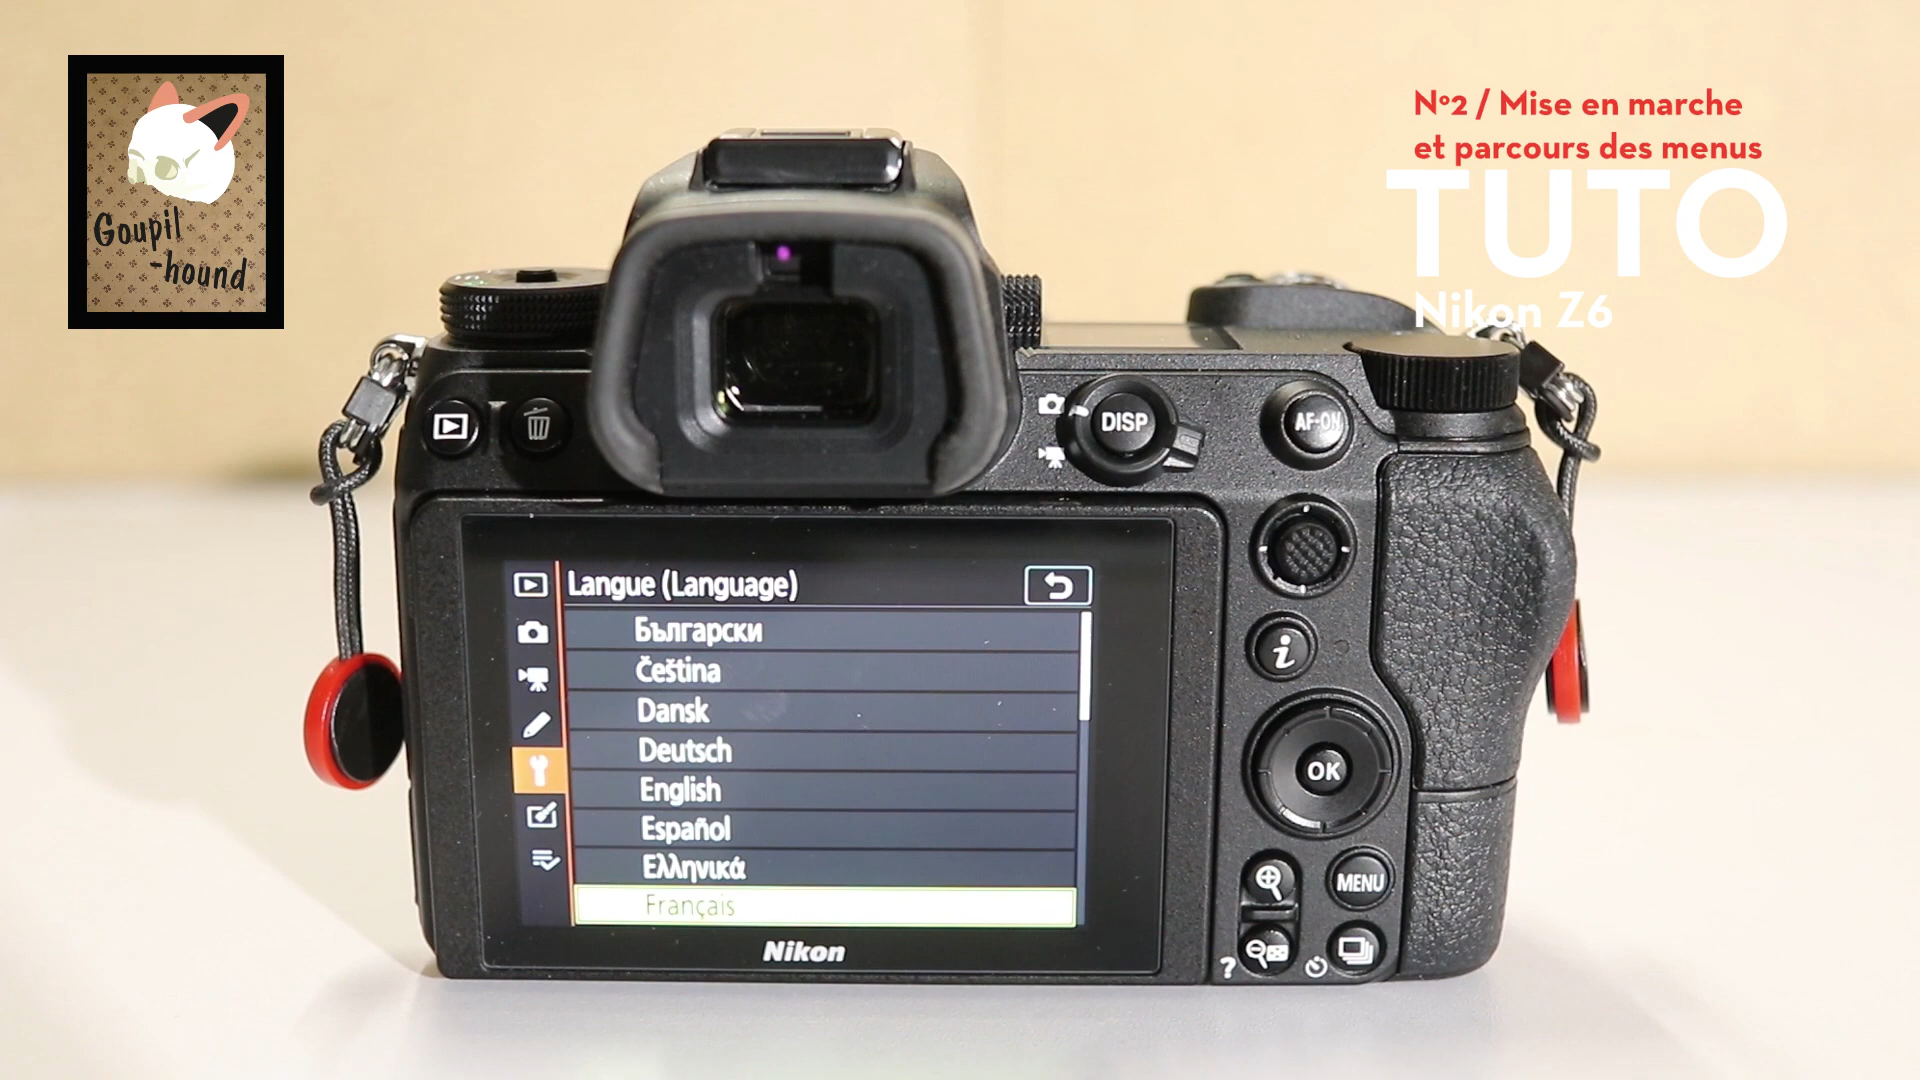 Goupil
-hound
Nº2 / Mise en marche
et parcours des menus
TUTO
Nikon Z6
DISP
AF-ON
Langue (Language)
Български
Čeština
Dansk
Deutsch
English
Español
Ελληνικά
Français
i
OK
MENU
?
Nikon